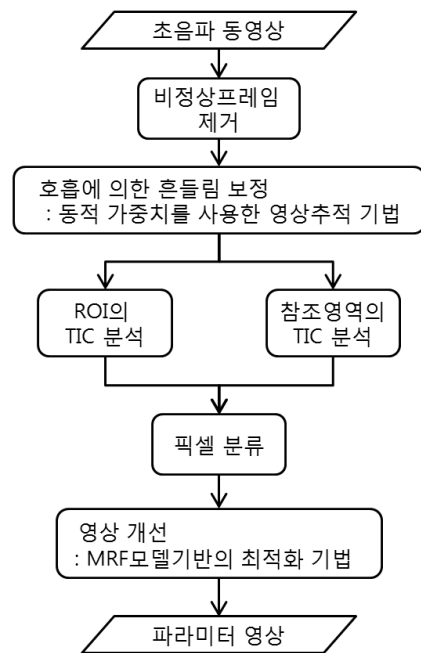 초음파 동영상
비정상프레임
제거
호흡에 의한 흔들림 보정
: 동적 가중치를 사용한 영상추적 기법
ROI의
TIC 분석
참조영역의
TIC 분석
픽셀 분류
영상 개선
: MRF모델기반의 최적화 기법
파라미터 영상